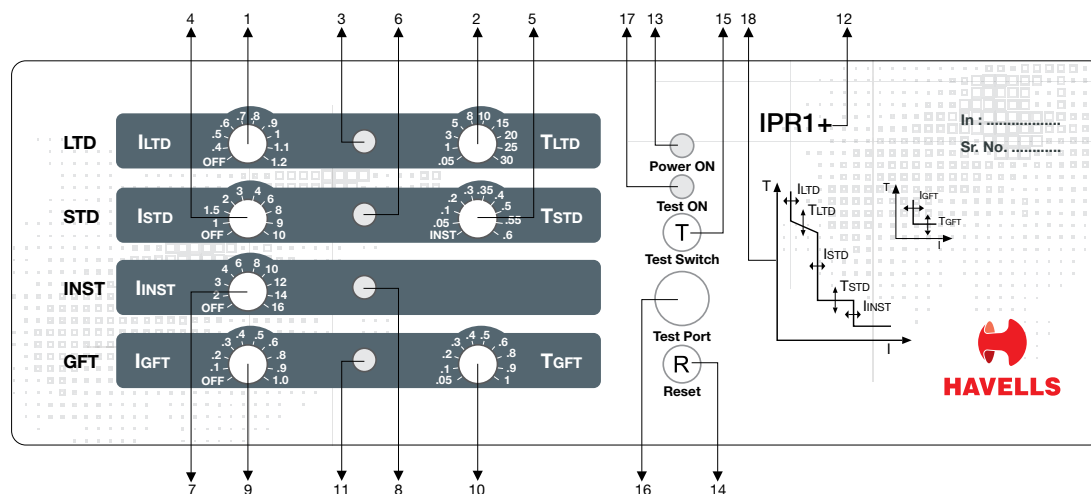 4 1 3 6 2 5 17 13 15 18 12
LTD ILTD OFF .4 .5 .6 .7 .8 .9 1 1.1 1.2 .05 1 3 5 8 10 15 20 25 30 TLTD
STD ISTD OFF 1 1.5 2 3 4 6 8 9 10 INST .05 .1 .2 .3 .35 .4 .5 .55 .6 TSTD
INST IINST OFF 2 3 4 6 8 10 12 14 16
GFT IGFT OFF .1 .2 .3 .4 .5 .6 .8 .9 1.0 .05 .1 .2 .3 .4 .5 .6 .8 .9 1 TGFT
Power ON
Test ON
T
Test Switch
Test Port
R
Reset
IPR1+
In : ..................
Sr. No. ............
T
ILTD
TLTD
ISTD
TSTD
IINST
I
T
IGFT
TGFT
I
HAVELLS
7 9 11 8 10 16 14